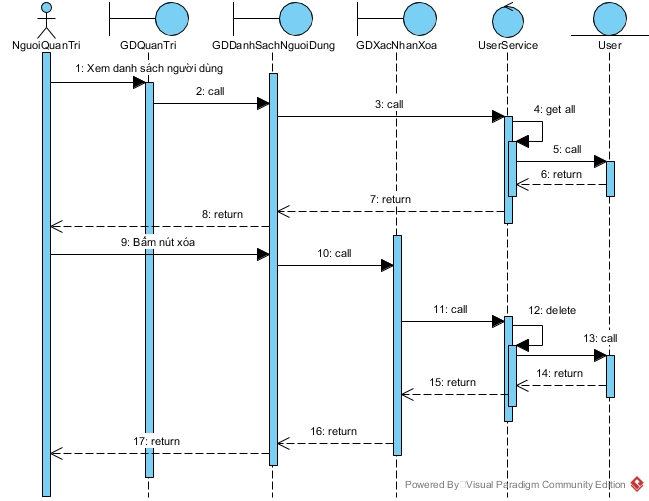 NguoiQuanTri
GDQuanTri
GDDanhSachNguoiDung
GDXacNhanXoa
UserService
User
1: Xem danh sách người dùng
2: call
3: call
4: get all
5: call
6: return
7: return
8: return
9: Bấm nút xóa
10: call
11: call
12: delete
13: call
14: return
15: return
16: return
17: return
Powered By Visual Paradigm Community Edition